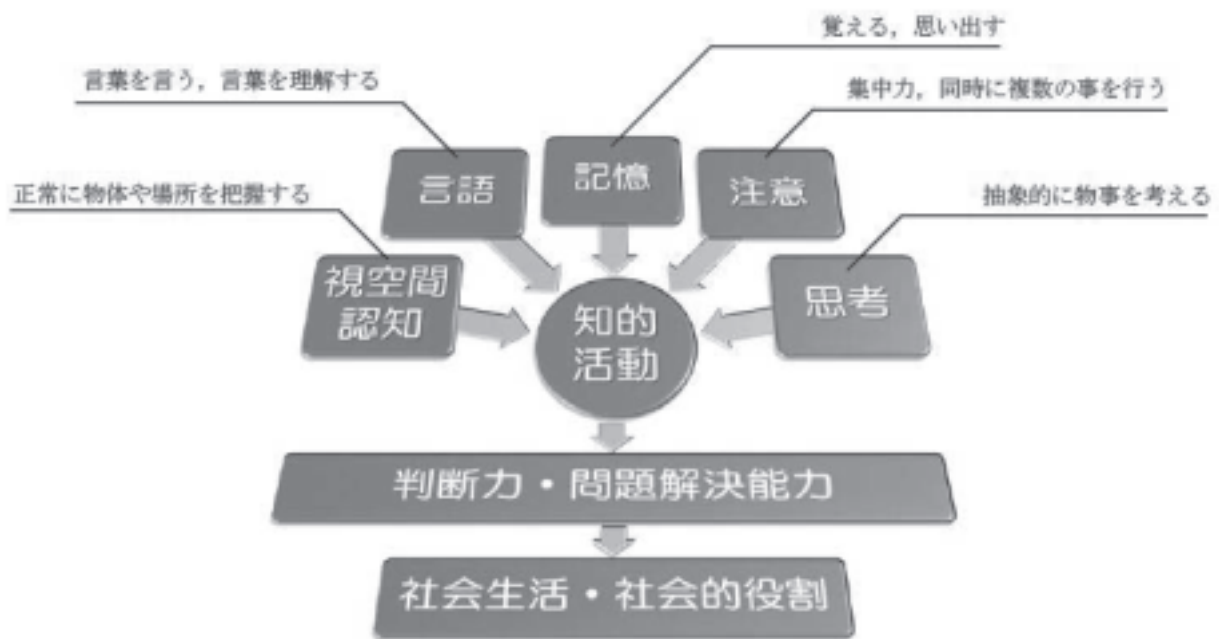 覚える，思い出す
言葉を言う，言葉を理解する
集中力，同時に複数の事を行う
言語
記憶
注意
正常に物体や場所を把握する
抽象的に物事を考える
視空間
認知
思考
知的
活動
判断力・問題解決能力
社会生活・社会的役割